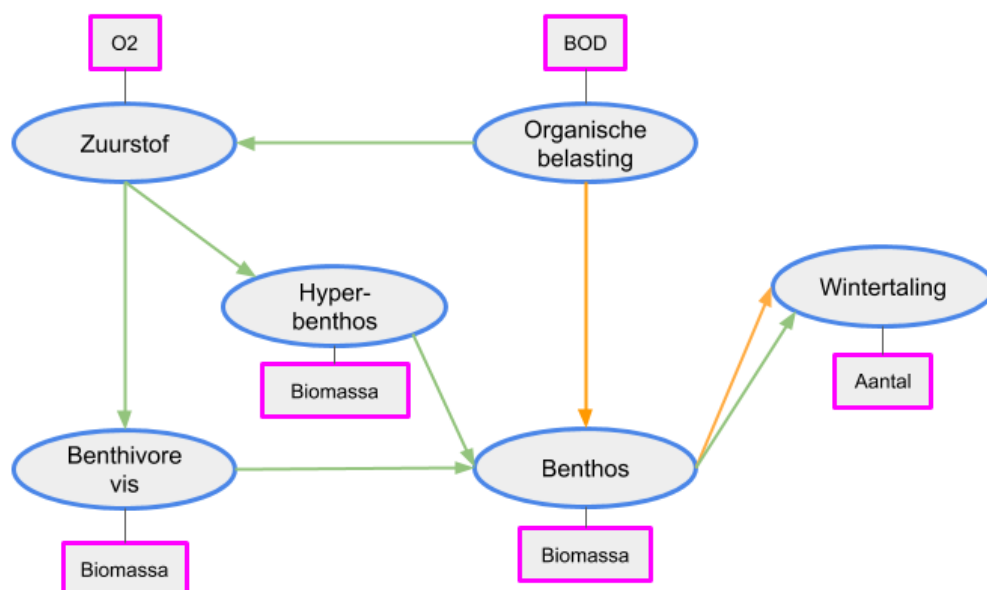 O2
BOD
Zuurstof
Organische
belasting
Hyper-
benthos
Wintertaling
Biomassa
Aantal
Benthivore
vis
Benthos
Biomassa
Biomassa